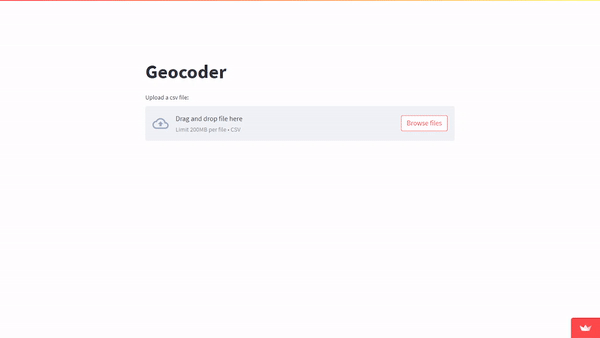 Geocoder
Upload a csv file:
Drag and drop file here
Limit 200MB per file • CSV
Browse files